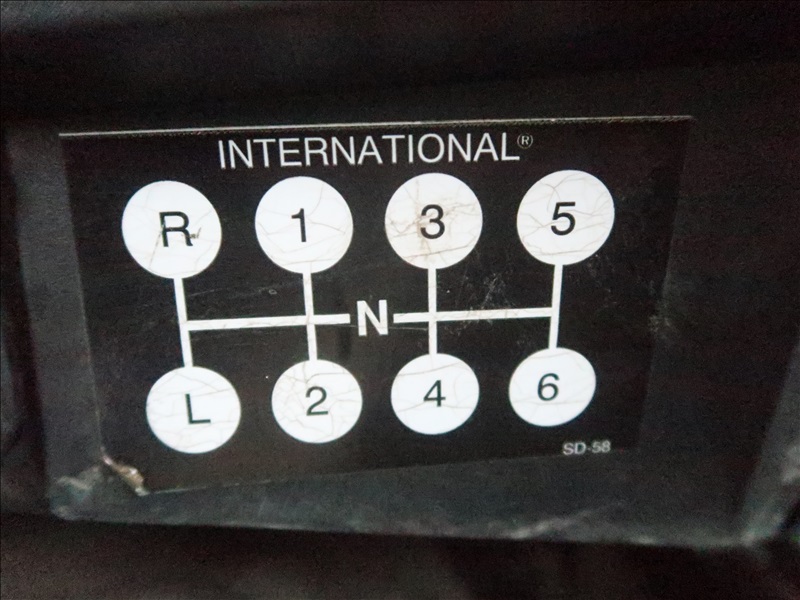 INTERNATIONAL®
R 1 3 5
N
L 2 4 6
SD-58